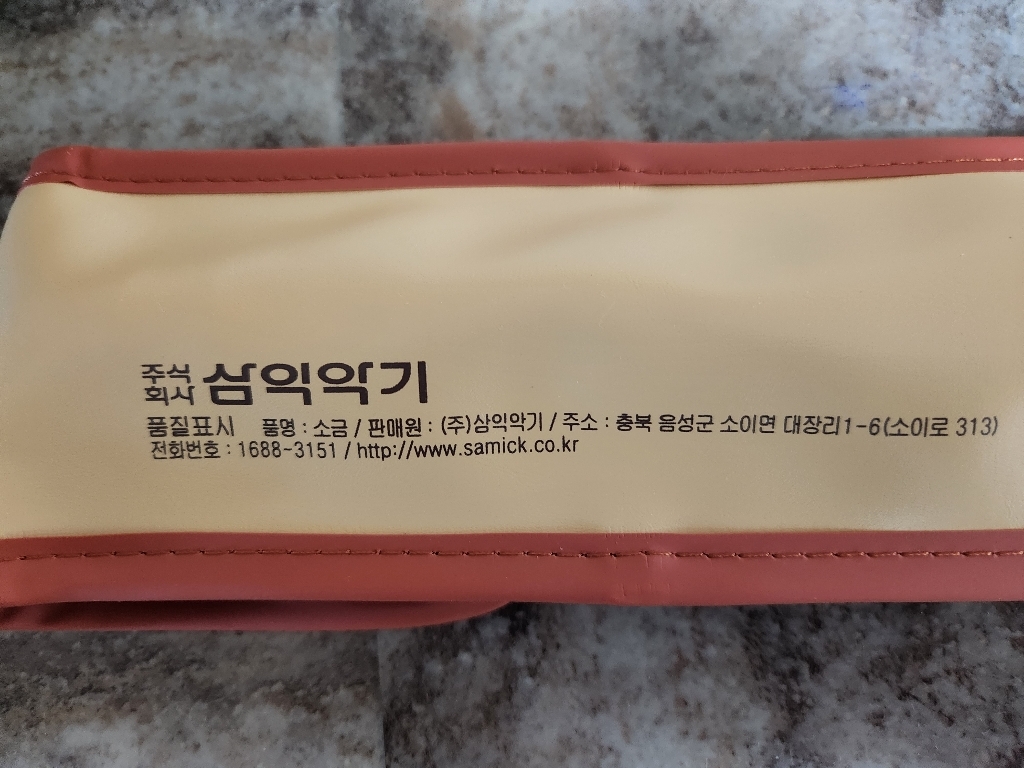 주식회사 삼익악기
품질표시 품명 : 소금 / 판매원 : (주)삼익악기 / 주소 : 충북 음성군 소이면 대장리1-6(소이로 313)
전화번호 : 1688-3151 / http://www.samick.co.kr